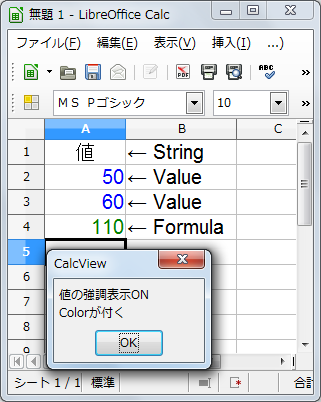 無題 1 - LibreOffice Calc
ファイル(F) 編集(E) 表示(V) 挿入(I) ...)
ABC
ＭＳ Ｐゴシック 10
A B C
1 値 ← String
2 50 ← Value
3 60 ← Value
4 110 ← Formula
5
6
7
8
9
CalcView
値の強調表示ON
Colorが付く
OK
シート 1 / 1 標準